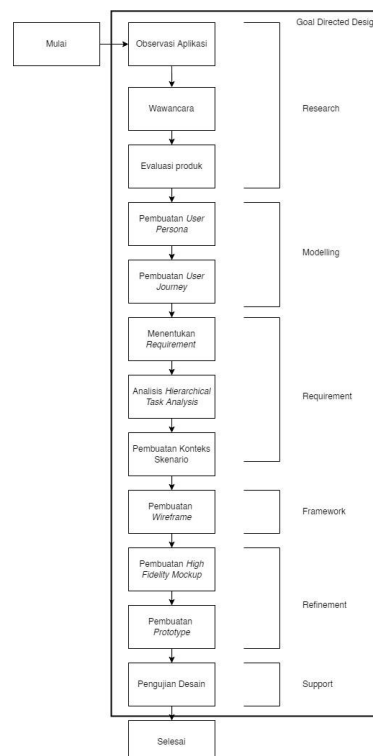 Goal Directed Desig
Mulai
Observasi Aplikasi
Wawancara
Research
Evaluasi produk
Pembuatan User
Persona
Modelling
Pembuatan User
Journey
Menentukan
Requirement
Analisis Hierarchical
Task Analysis
Requirement
Pembuatan Konteks
Skenario
Pembuatan
Wireframe
Framework
Pembuatan High
Fidelity Mockup
Refinement
Pembuatan
Prototype
Pengujian Desain
Support
Selesai